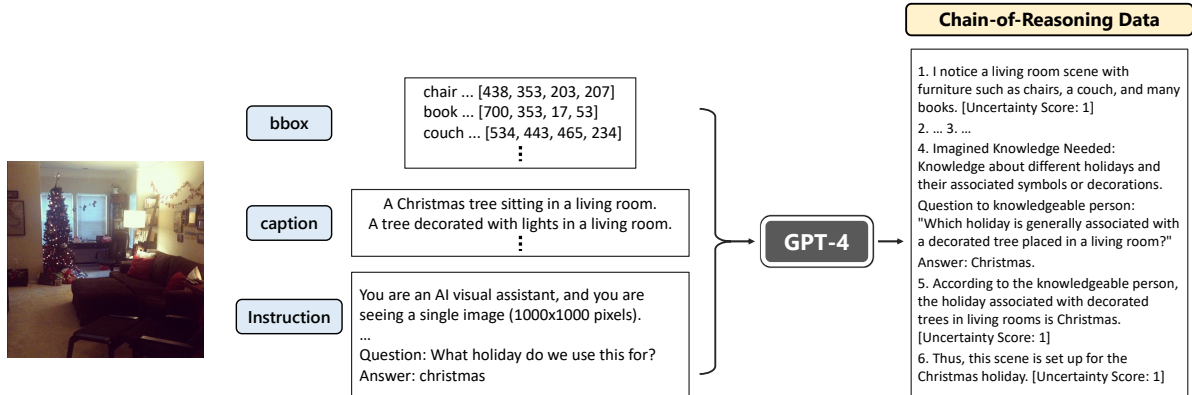 Chain-of-Reasoning Data
bbox
chair ... [438, 353, 203, 207]
book ... [700, 353, 17, 53]
couch ... [534, 443, 465, 234]
caption
A Christmas tree sitting in a living room.
A tree decorated with lights in a living room.
Instruction
You are an AI visual assistant, and you are
seeing a single image (1000x1000 pixels).
...
Question: What holiday do we use this for?
Answer: christmas
GPT-4
1. I notice a living room scene with
furniture such as chairs, a couch, and many
books. [Uncertainty Score: 1]
2. ... 3. ...
4. Imagined Knowledge Needed:
Knowledge about different holidays and
their associated symbols or decorations.
Question to knowledgeable person:
"Which holiday is generally associated with
a decorated tree placed in a living room?"
Answer: Christmas.
5. According to the knowledgeable person,
the holiday associated with decorated
trees in living rooms is Christmas.
[Uncertainty Score: 1]
6. Thus, this scene is set up for the
Christmas holiday. [Uncertainty Score: 1]